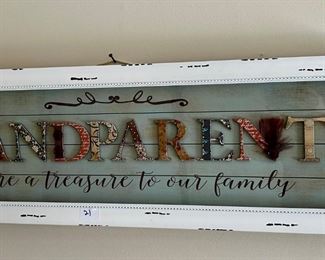 ANDPARENT
re a treasure to our family
21